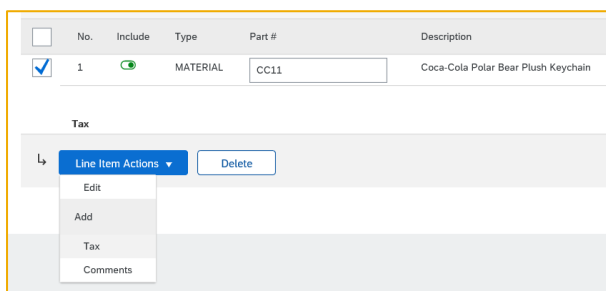 No. Include Type Part # Description
1 MATERIAL CC11 Coca-Cola Polar Bear Plush Keychain
Tax
Line Item Actions Delete
Edit
Add
Tax
Comments